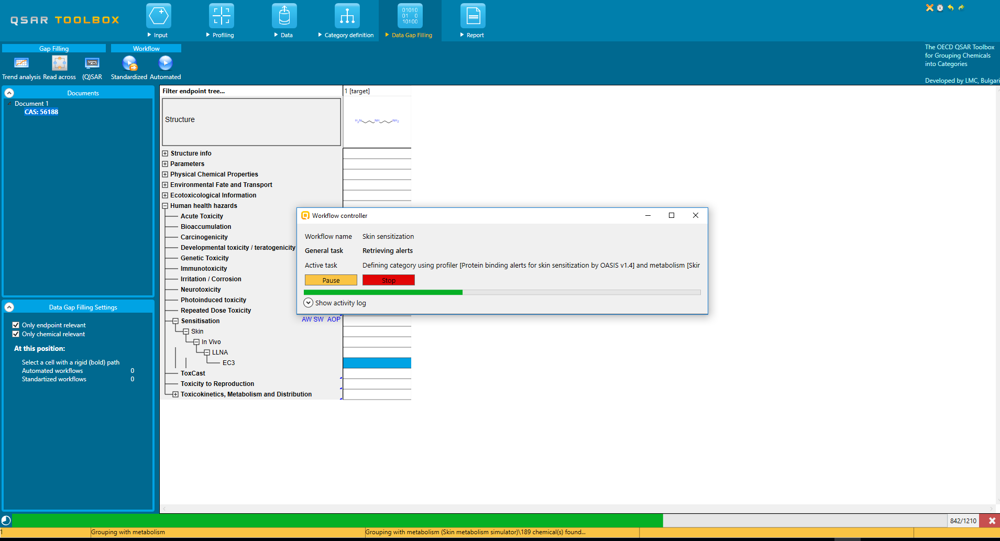 QSAR TOOLBOX
Input
Profiling
Data
Category definition
01010
01 0
10100
Data Gap Filling
Report
Gap Filling
Workflow
Trend analysis Read across (Q)SAR
Standardized Automated
The OECD QSAR Toolbox
for Grouping Chemicals
into Categories
Developed by LMC, Bulgari
Documents
Document 1
CAS: 56188
Filter endpoint tree...
1 [target]
Structure
H2N NH NH2
Structure info
Parameters
Physical Chemical Properties
Environmental Fate and Transport
Ecotoxicological Information
Human health hazards
Acute Toxicity
Bioaccumulation
Carcinogenicity
Developmental toxicity / teratogenicity
Genetic Toxicity
Immunotoxicity
Irritation / Corrosion
Neurotoxicity
Photoinduced toxicity
Repeated Dose Toxicity
Sensitisation AW SW AOP
Skin
In Vivo
LLNA
EC3
ToxCast
Toxicity to Reproduction
Toxicokinetics, Metabolism and Distribution
Workflow controller
Workflow name Skin sensitization
General task Retrieving alerts
Active task Defining category using profiler [Protein binding alerts for skin sensitization by OASIS v1.4] and metabolism [Skir
Pause Stop
Show activity log
Data Gap Filling Settings
Only endpoint relevant
Only chemical relevant
At this position:
Select a cell with a rigid (bold) path
Automated workflows 0
Standartized workflows 0
842/1210
1 Grouping with metabolism Grouping with metabolism (Skin metabolism simulator)\189 chemical(s) found...